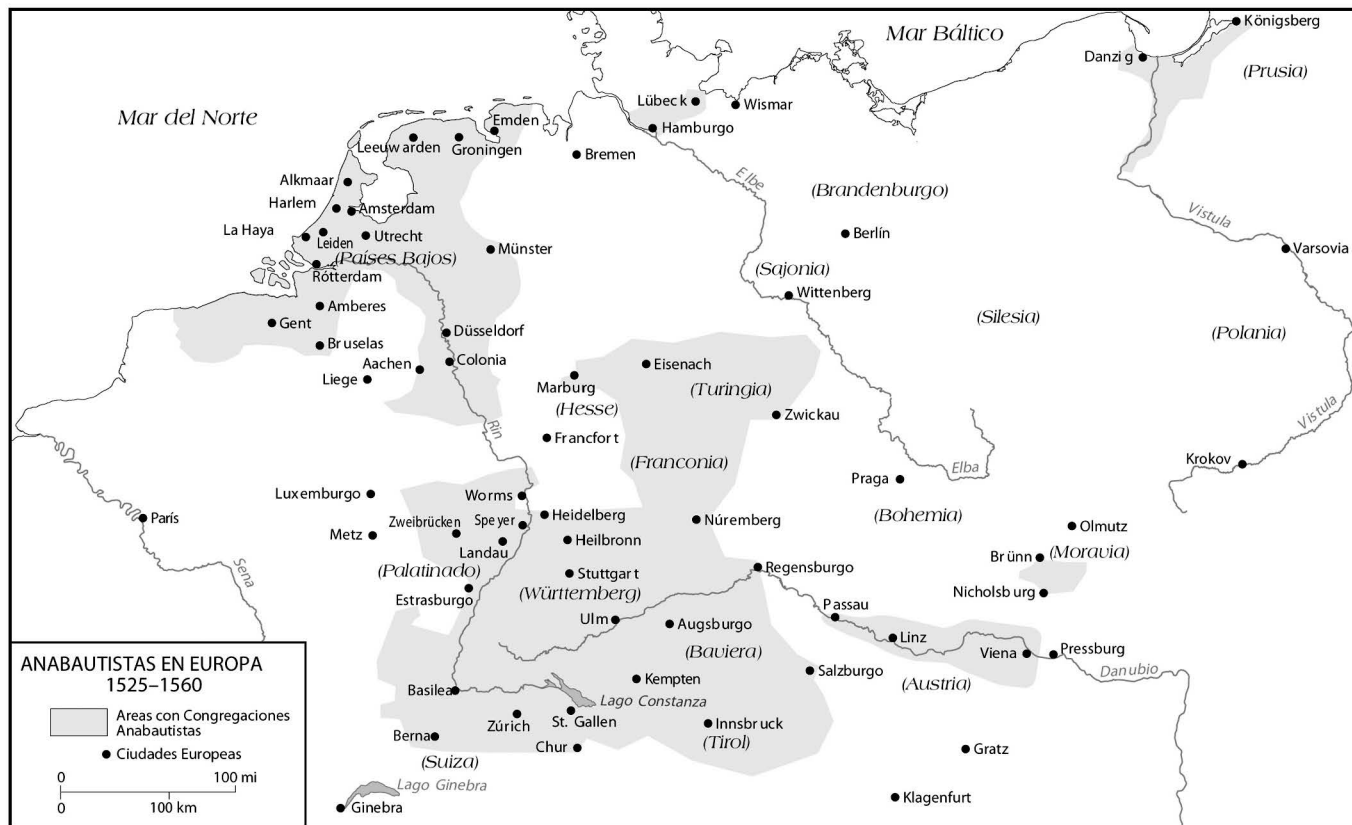 Königsberg
Mar Báltico
Danzig
(Prusia)
Lübeck
Wismar
Mar del Norte
Emden
Hamburgo
Leeuwarden
Groningen
Bremen
Elbe
Alkmaar
(Brandenburgo)
Harlem
Amsterdam
Vistula
La Haya
Leiden
Utrecht
Berlín
Münster
Varsovia
(Países Bajos)
Rótterdam
(Sajonia)
Wittenberg
Amberes
Gent
Silesia)
(Polania)
Düsseldorf
Bruselas
Aachen
Colonia
Eisenach
Liege
Marburg
(Turingia)
(Hesse)
Zwickau
Vistula
Rin
Francfort
(Franconia)
Krokov
Elba
Praga
Luxemburgo
Worms
París
Zweibrücken
Speyer
Heidelberg
Núremberg
(Bohemia)
Olmutz
Metz
Landau
Heilbronn
Brünn
(Moravia)
Sena
(Palatinado)
Stuttgart
Regensburgo
Estrasburgo
(Württemberg)
Nicholsburg
Passau
Ulm
Augsburgo
Linz
(Baviera)
Viena
Pressburg
Danubio
Salzburgo
Kempten
(Austria)
Basilea
Lago Constanza
Zúrich
St. Gallen
Innsbruck
Berna
(Tirol)
Chur
Gratz
(Suiza)
Lago Ginebra
Klagenfurt
Ginebra
ANABAUTISTAS EN EUROPA
1525–1560
Areas con Congregaciones
Anabautistas
Ciudades Europeas
0 100 mi
0 100 km